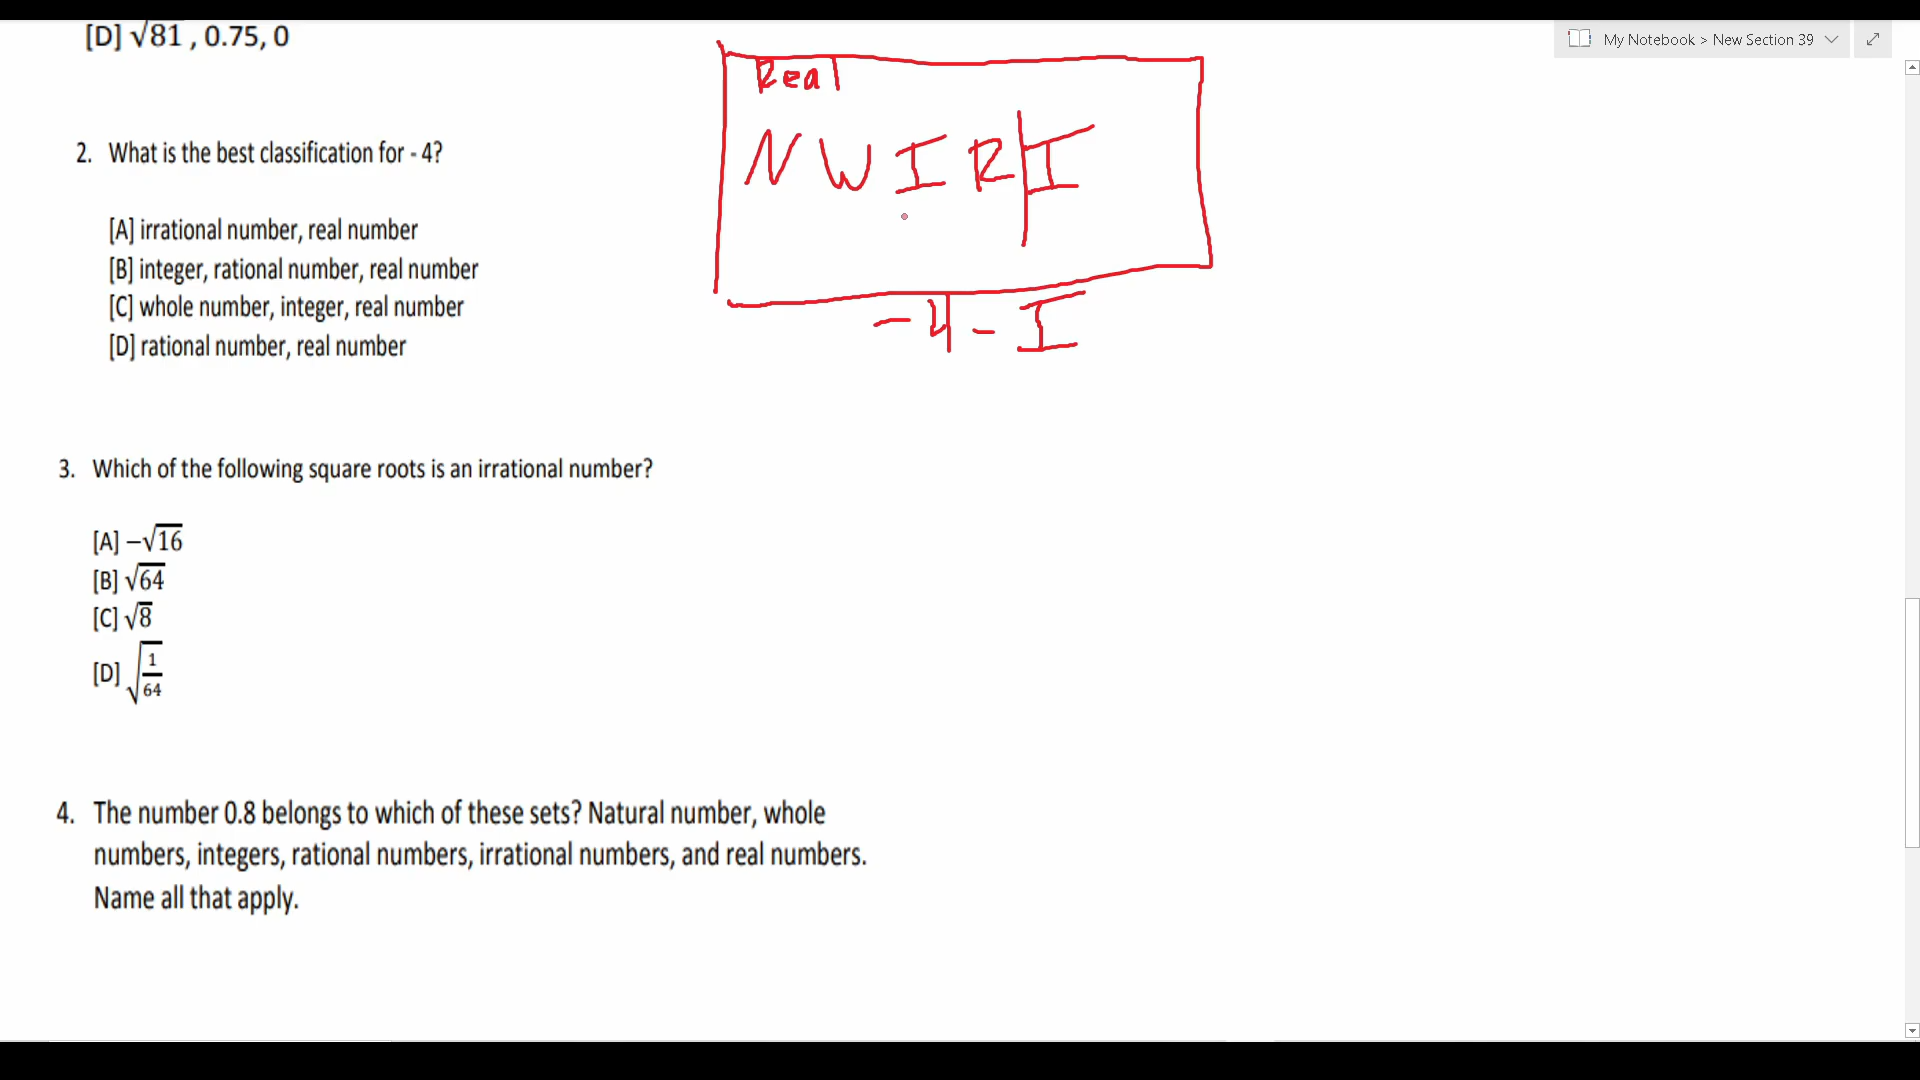 [D] √81 , 0.75, 0
My Notebook > New Section 39
Real
N W I R | I
2. What is the best classification for - 4?
[A] irrational number, real number
[B] integer, rational number, real number
[C] whole number, integer, real number
[D] rational number, real number
-4 - I
3. Which of the following square roots is an irrational number?
[A] −√16
[B] √64
[C] √8
[D] √(1/64)
4. The number 0.8 belongs to which of these sets? Natural number, whole
numbers, integers, rational numbers, irrational numbers, and real numbers.
Name all that apply.